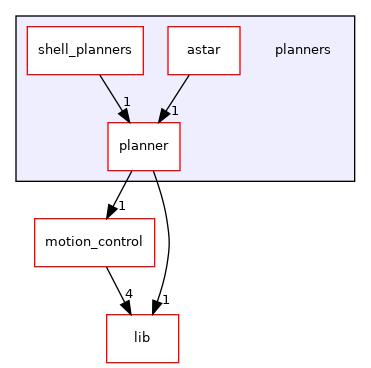 shell_planners
astar
planners
1
1
planner
1
motion_control
4
1
lib